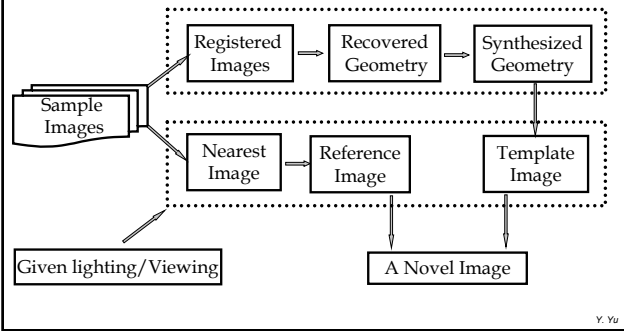 Registered
Images
Recovered
Geometry
Synthesized
Geometry
Sample
Images
Nearest
Image
Reference
Image
Template
Image
Given lighting/Viewing
A Novel Image
Y. Yu